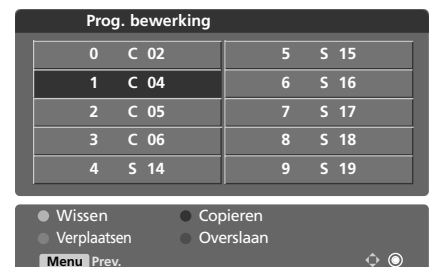 Prog. bewerking
0 C 02 5 S 15
1 C 04 6 S 16
2 C 05 7 S 17
3 C 06 8 S 18
4 S 14 9 S 19
Wissen Copieren
Verplaatsen Overslaan
Menu Prev.